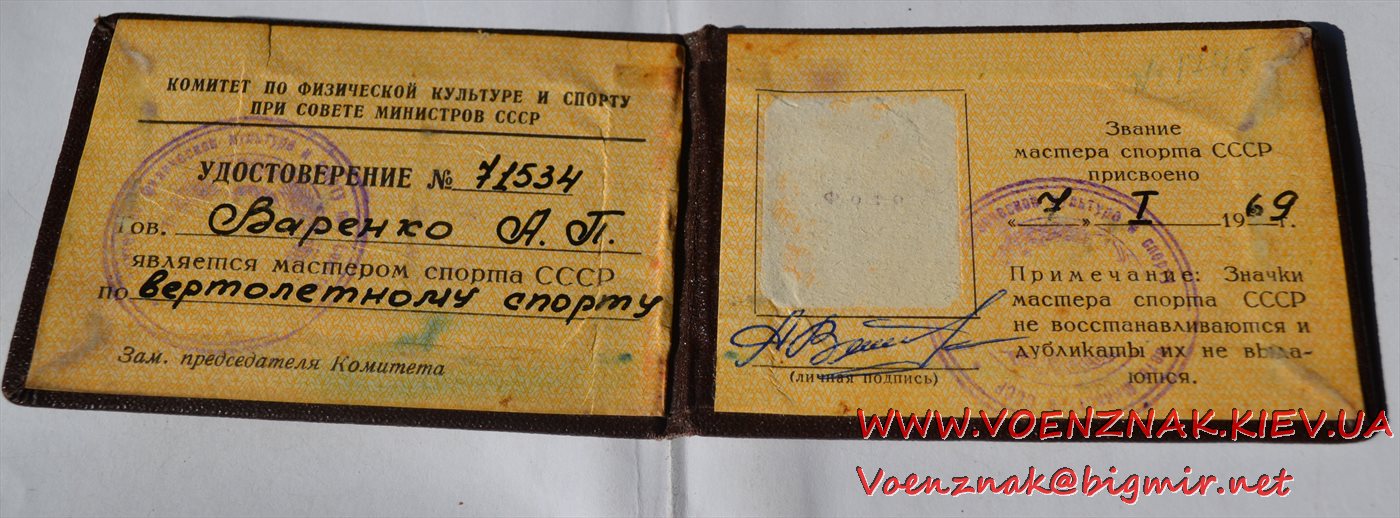 КОМИТЕТ ПО ФИЗИЧЕСКОЙ КУЛЬТУРЕ И СПОРТУ
ПРИ СОВЕТЕ МИНИСТРОВ СССР
УДОСТОВЕРЕНИЕ № 71534
Тов. Варенко А. П.
является мастером спорта СССР
по вертолетному спорту
Зам. председателя Комитета
Фото
(личная подпись)
Звание
мастера спорта СССР
присвоено
«7» I 1969 г.
Примечание: Значки
мастера спорта СССР
не восстанавливаются и
дубликаты их не выда-
ются.
WWW.VOENZNAK.KIEV.UA
Voenznak@bigmir.net